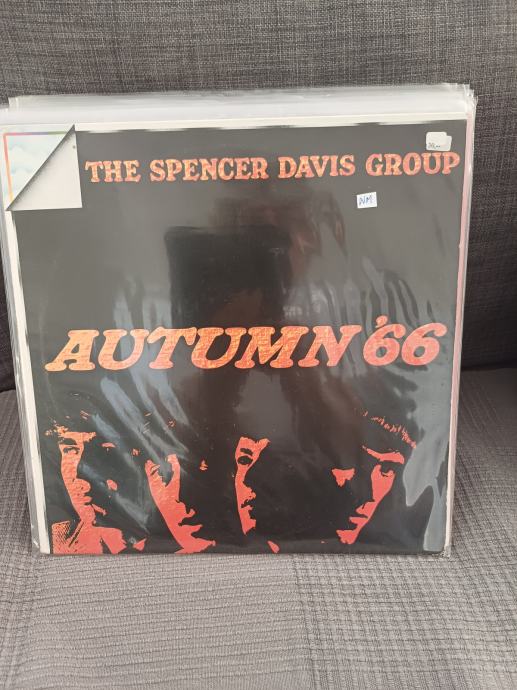 THE SPENCER DAVIS GROUP
NM
AUTUMN '66